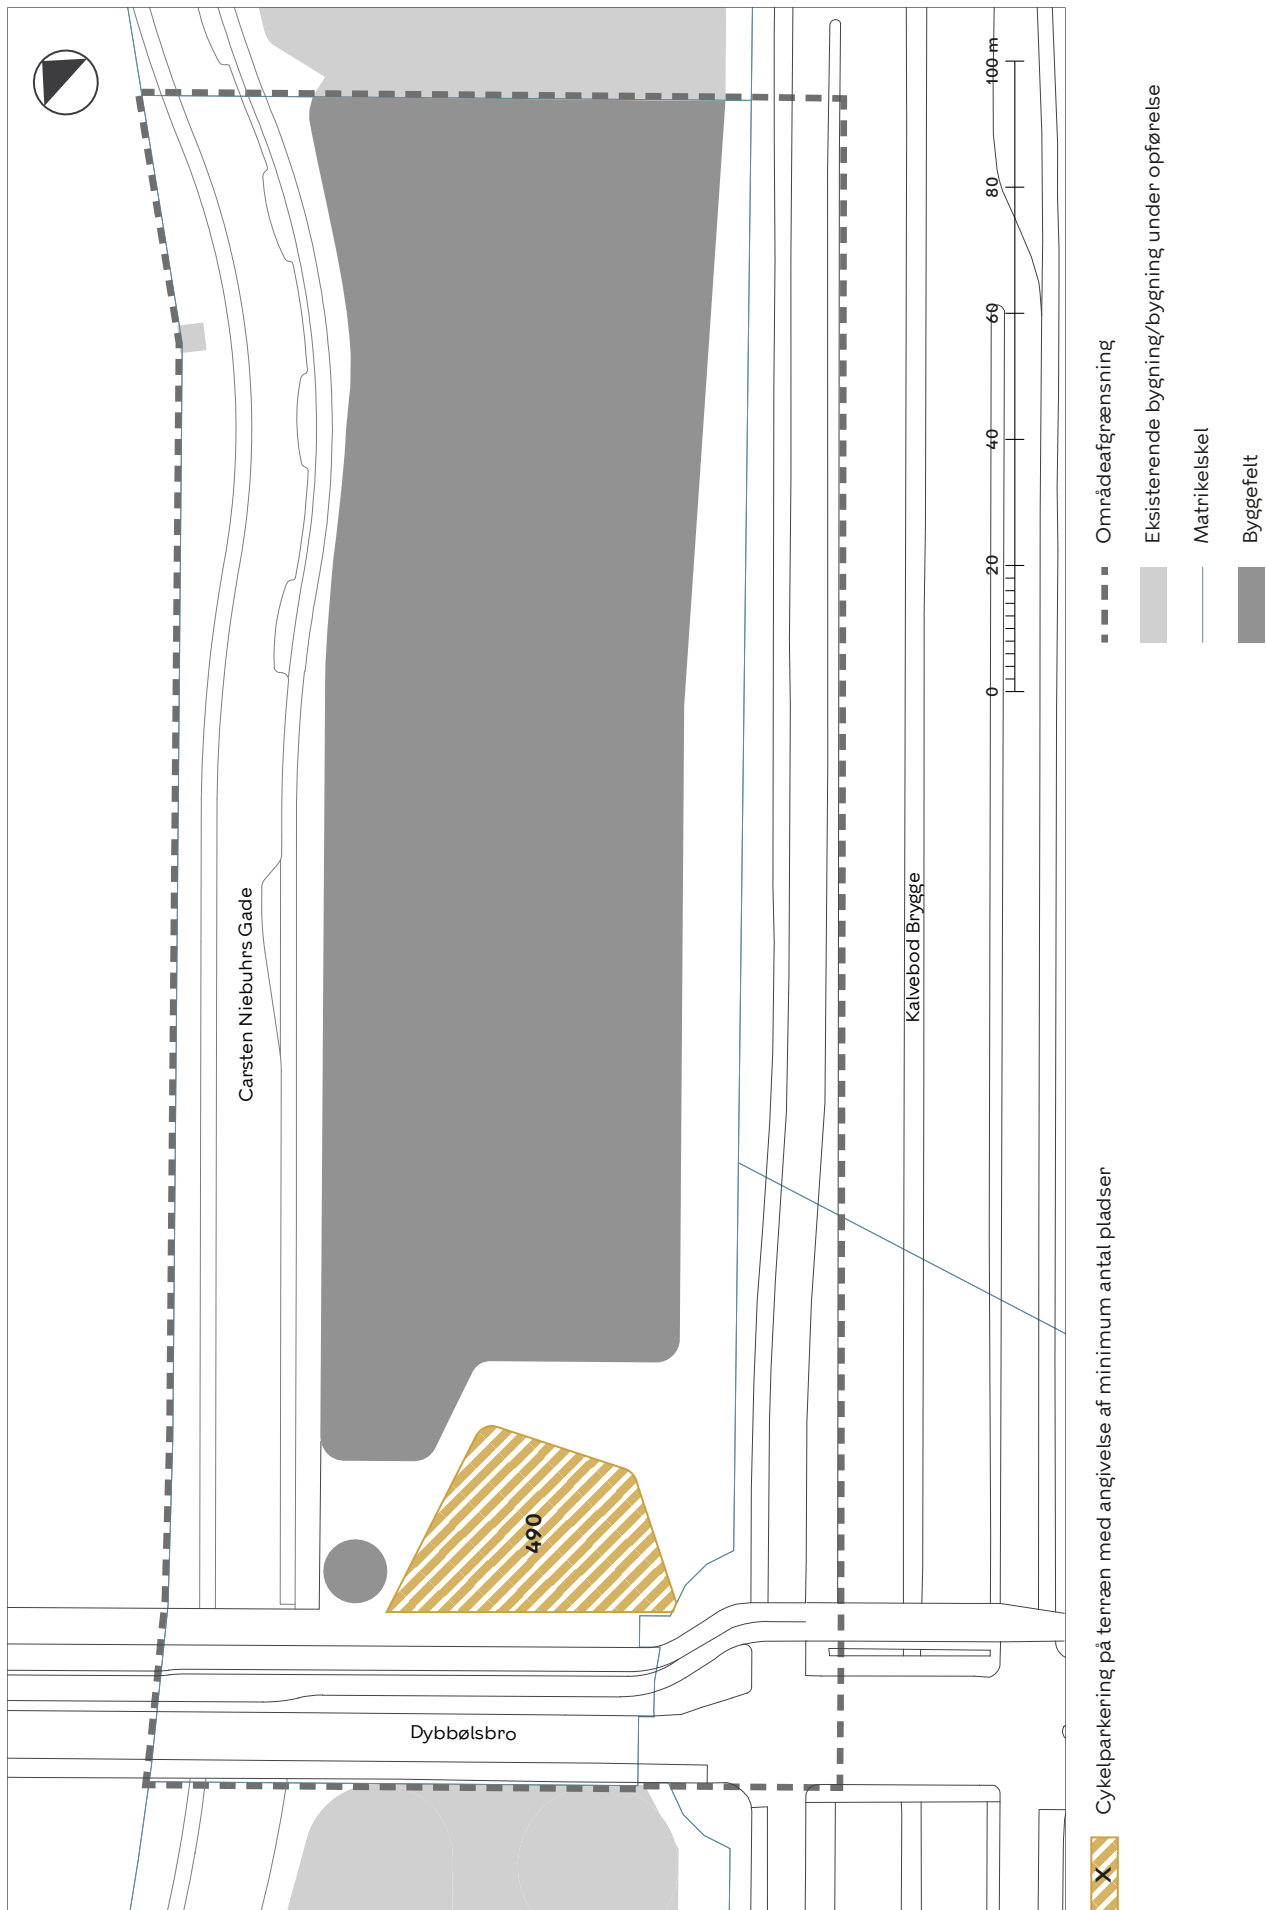 Carsten Niebuhrs Gade
Kalvebod Brygge
Dybbølsbro
490
0
20
40
60
80
100 m
X
Cykelparkering på terræn med angivelse af minimum antal pladser
Områdeafgrænsning
Eksisterende bygning/bygning under opførelse
Matrikelskel
Byggefelt